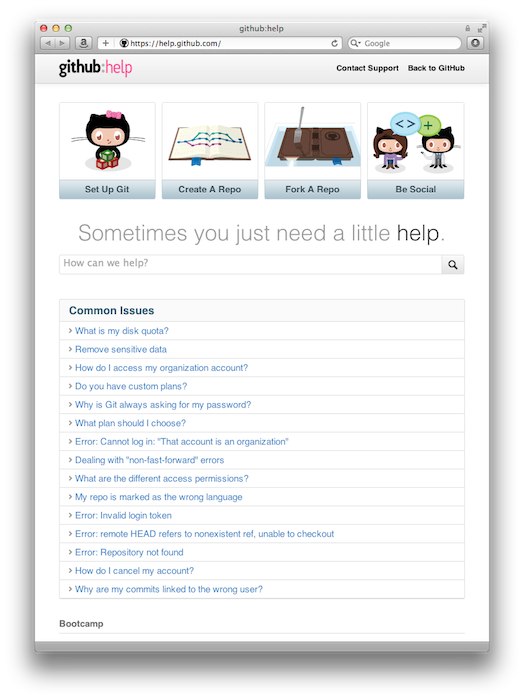 github:help
https://help.github.com/
Google
github:help
Contact Support Back to GitHub
Set Up Git Create A Repo Fork A Repo Be Social
Sometimes you just need a little help.
How can we help?
Common Issues
What is my disk quota?
Remove sensitive data
How do I access my organization account?
Do you have custom plans?
Why is Git always asking for my password?
What plan should I choose?
Error: Cannot log in: "That account is an organization"
Dealing with "non-fast-forward" errors
What are the different access permissions?
My repo is marked as the wrong language
Error: Invalid login token
Error: remote HEAD refers to nonexistent ref, unable to checkout
Error: Repository not found
How do I cancel my account?
Why are my commits linked to the wrong user?
Bootcamp